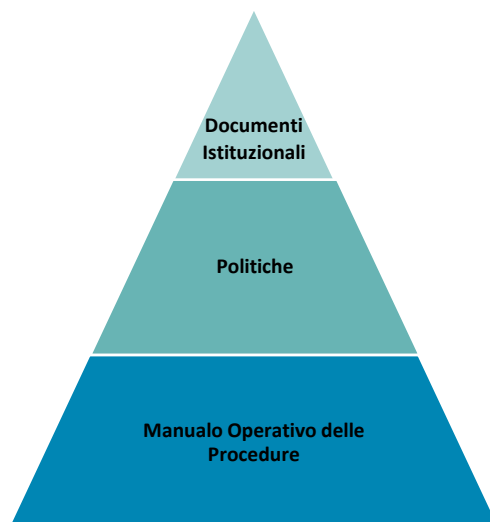 Documenti
Istituzionali
Politiche
Manualo Operativo delle
Procedure